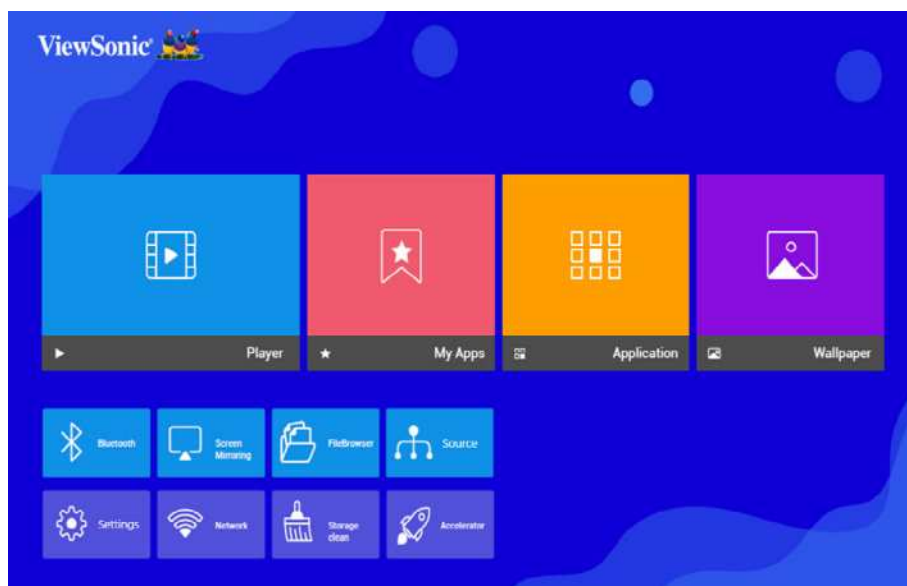 ViewSonic®
Player
My Apps
Application
Wallpaper
Bluetooth
Screen
Mirroring
FileBrowser
Source
Settings
Network
Storage
clean
Accelerator